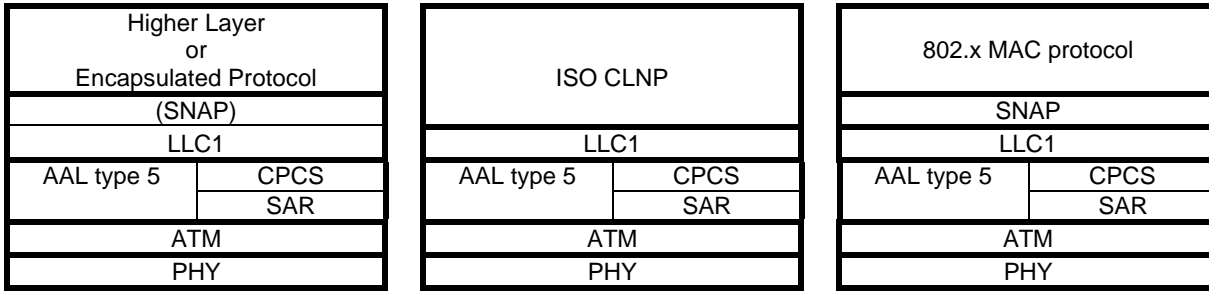 Higher Layer
or
Encapsulated Protocol
(SNAP)
LLC1
AAL type 5 CPCS
SAR
ATM
PHY
ISO CLNP
LLC1
AAL type 5 CPCS
SAR
ATM
PHY
802.x MAC protocol
SNAP
LLC1
AAL type 5 CPCS
SAR
ATM
PHY